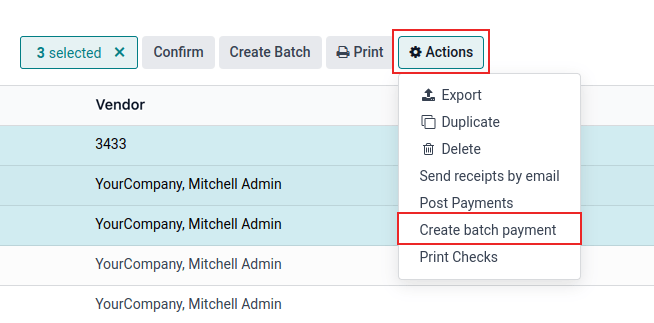 3 selected × Confirm Create Batch Print Actions
Export
Vendor
Duplicate
3433
Delete
Send receipts by email
YourCompany, Mitchell Admin
Post Payments
YourCompany, Mitchell Admin
Create batch payment
Print Checks
YourCompany, Mitchell Admin
YourCompany, Mitchell Admin